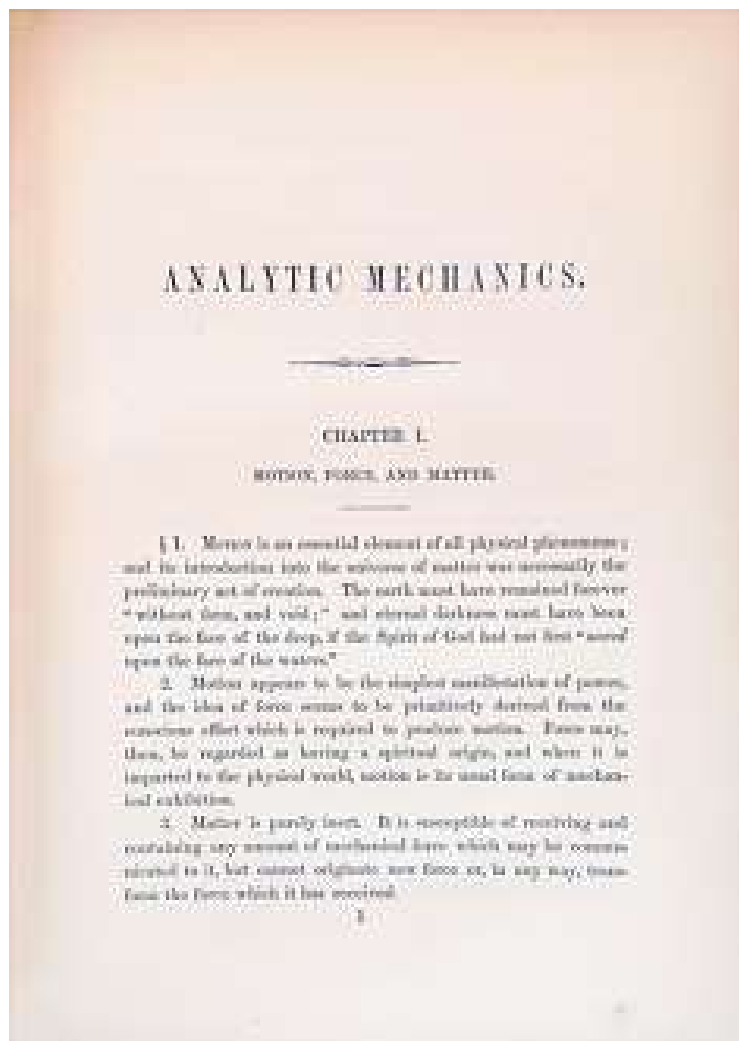 ANALYTIC MECHANICS.
CHAPTER I.
MOTION, FORCE, AND MATTER.
§ 1. Motion is an essential element of all physical phenomena;
and its introduction into the universe of matter was necessarily the
preliminary act of creation. The earth must have remained forever
"without form, and void;" and eternal darkness must have been
upon the face of the deep, if the Spirit of God had not first "moved
upon the face of the waters."
2. Motion appears to be the simplest manifestation of power,
and the idea of force seems to be primitively derived from the
conscious effort which is required to produce motion. Force may,
then, be regarded as having a spiritual origin, and when it is
imparted to the physical world, motion is its usual form of mechan-
ical exhibition.
3. Matter is purely inert. It is susceptible of receiving and
containing any amount of mechanical force which may be commu-
nicated to it, but cannot originate new force or, in any way, trans-
form the force which it has received.
1